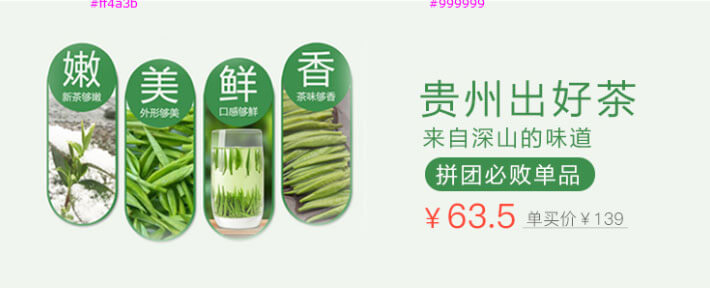 #ff4a3b
#999999
嫩
新茶够嫩
美
外形够美
鲜
口感够鲜
香
茶味够香
贵州出好茶
来自深山的味道
拼团必败单品
¥63.5 单买价¥139